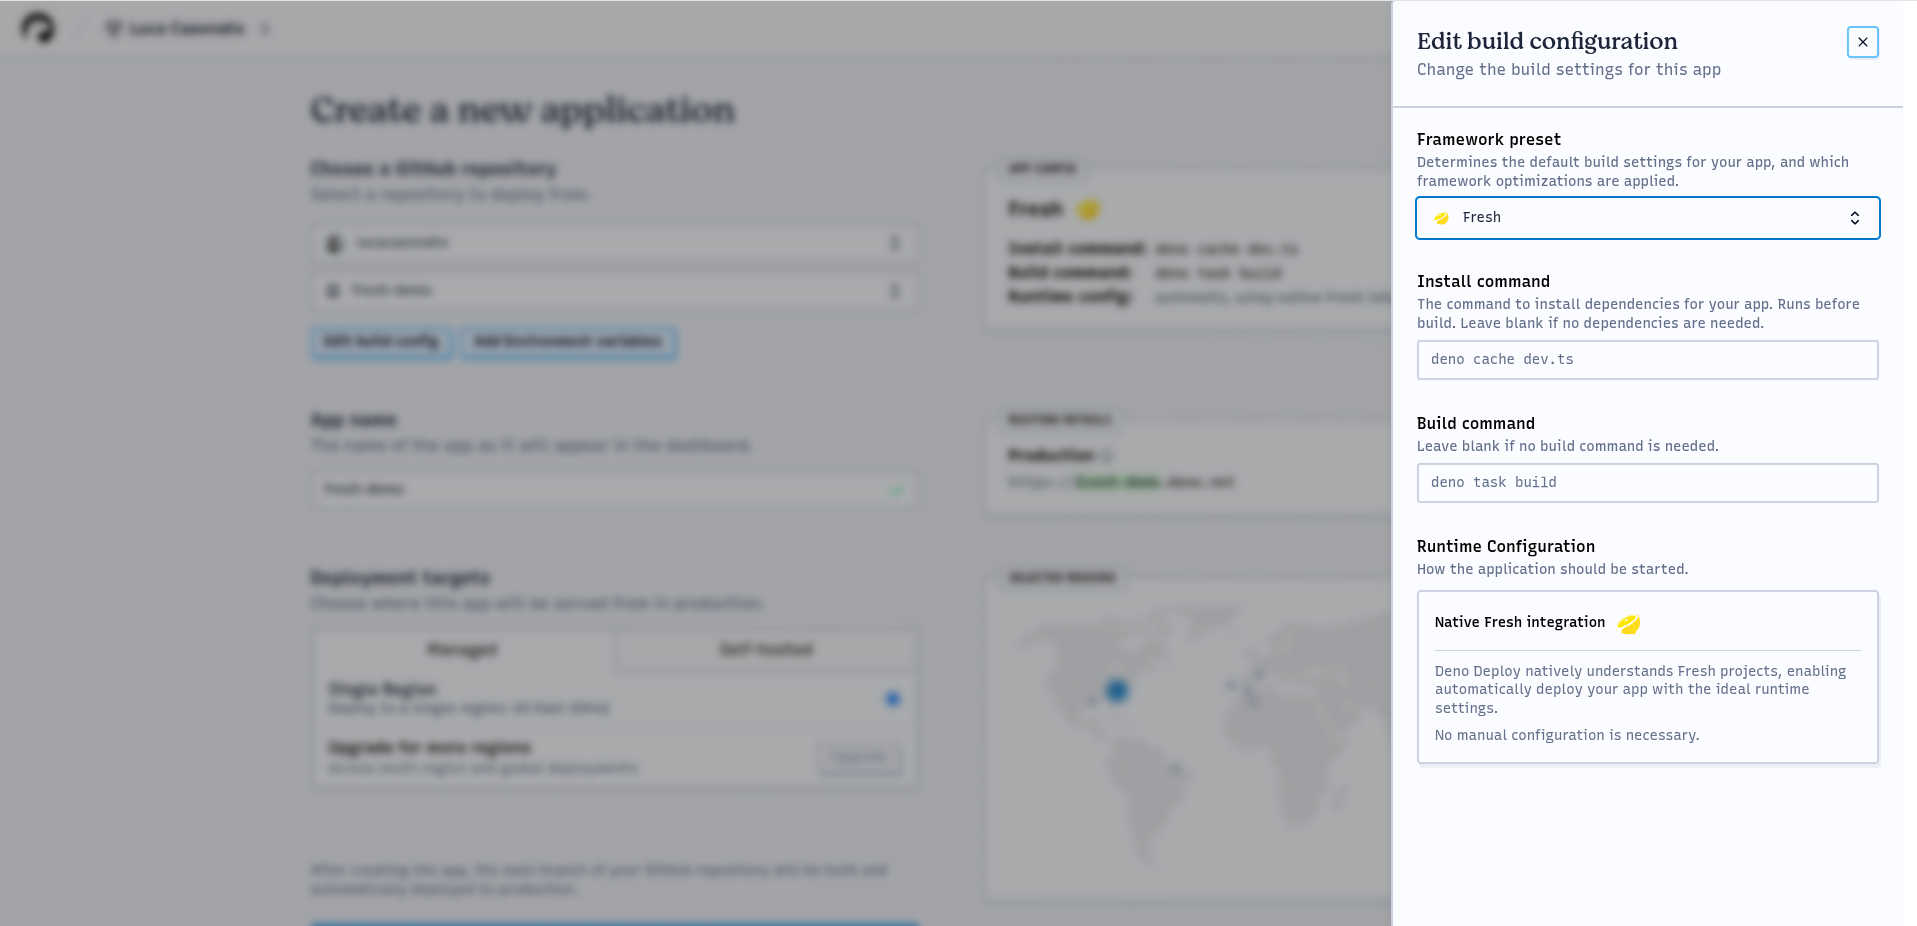 Luca Casonato
Create a new application
Choose a GitHub repository
Select a repository to deploy from.
lucacasonato
fresh-demo
Edit build config
Add Environment variables
App name
The name of the app as it will appear in the dashboard.
fresh-demo
Deployment targets
Choose where this app will be served from in production.
Managed
Self-hosted
Single Region
Deploy to a single region:
Upgrade for more regions
Access multi-region and global deployments
Upgrade
After creating the app, the main branch of your GitHub repository will be built and
automatically deployed to production.
APP CONFIG
Fresh
Install command: deno cache dev.ts
Build command: deno task build
Runtime config: automatic, using native Fresh
ROUTING DETAILS
Production
https://fresh-demo.deno.net
SELECTED REGIONS
Edit build configuration
Change the build settings for this app
Framework preset
Determines the default build settings for your app, and which
framework optimizations are applied.
Fresh
Install command
The command to install dependencies for your app. Runs before
build. Leave blank if no dependencies are needed.
deno cache dev.ts
Build command
Leave blank if no build command is needed.
deno task build
Runtime Configuration
How the application should be started.
Native Fresh integration
Deno Deploy natively understands Fresh projects, enabling
automatically deploy your app with the ideal runtime
settings.
No manual configuration is necessary.